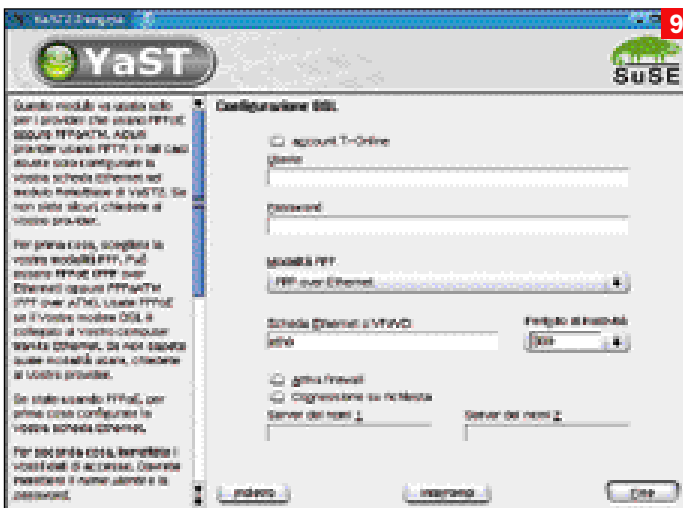 9
YaST
SuSE
Questo modulo va usato solo
per i provider che usano PPPoE
oppure PPPoATM. Alcuni
provider usano PPTP. In tali casi
dovete solo configurare la
vostra scheda Ethernet nel
modulo Rete/Base di YaST2. Se
non siete sicuri, chiedete al
vostro provider.
Per prima cosa, scegliete la
vostra modalità PPP. Può
essere PPPoE (PPP over
Ethernet) oppure PPPoATM
(PPP over ATM). Usate PPPoE
se il vostro modem DSL è
collegato al vostro computer
tramite Ethernet. Se non sapete
quale modalità usare, chiedete
al vostro provider.
Se state usando PPPoE, per
prima cosa configurate la
vostra scheda Ethernet.
Per seconda cosa,
i
vostri dati di accesso. Dovrete
il nome utente e la
password.
Configurazione DSL
account T-Online
Utente
Password
Modalità PPP
PPP over Ethernet
Scheda Ethernet o VPI/VCI
eth0
Periodo di inattività
300
Attiva firewall
Connessione su richiesta
Server dei nomi 1
Server dei nomi 2
Indietro
Interrompi
Fine